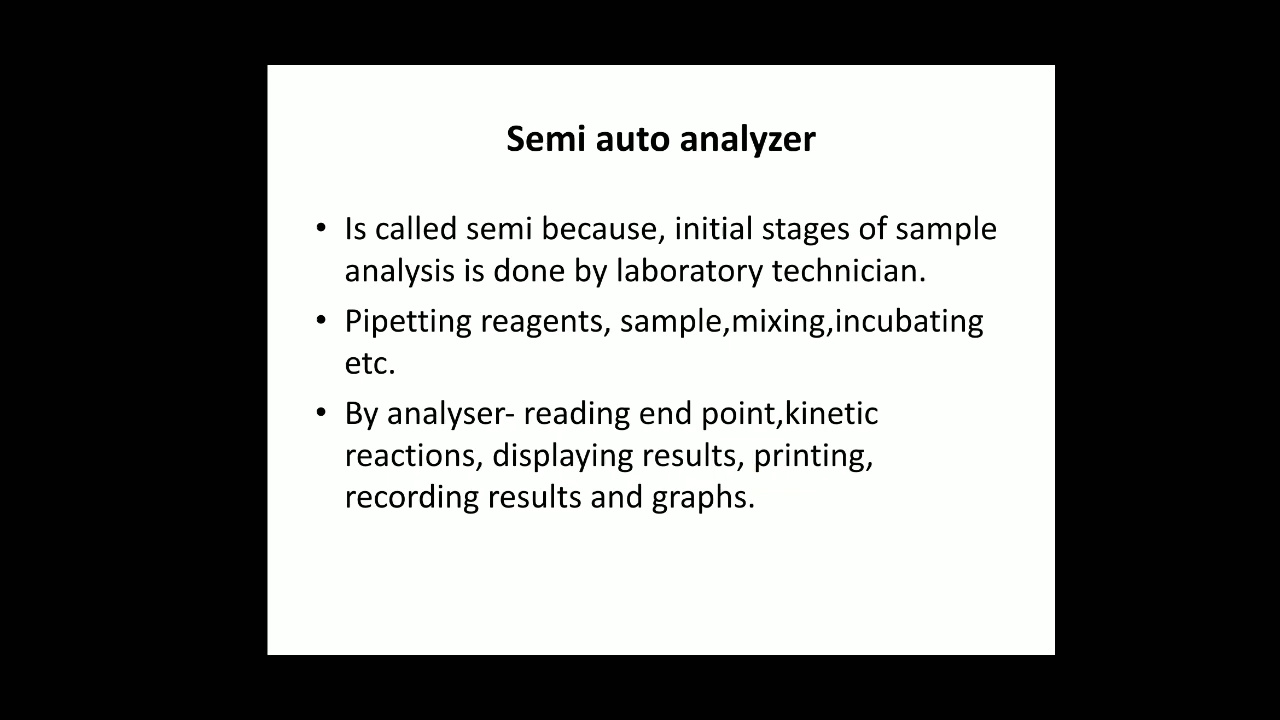 Semi auto analyzer
• Is called semi because, initial stages of sample
analysis is done by laboratory technician.
• Pipetting reagents, sample,mixing,incubating
etc.
• By analyser- reading end point,kinetic
reactions, displaying results, printing,
recording results and graphs.